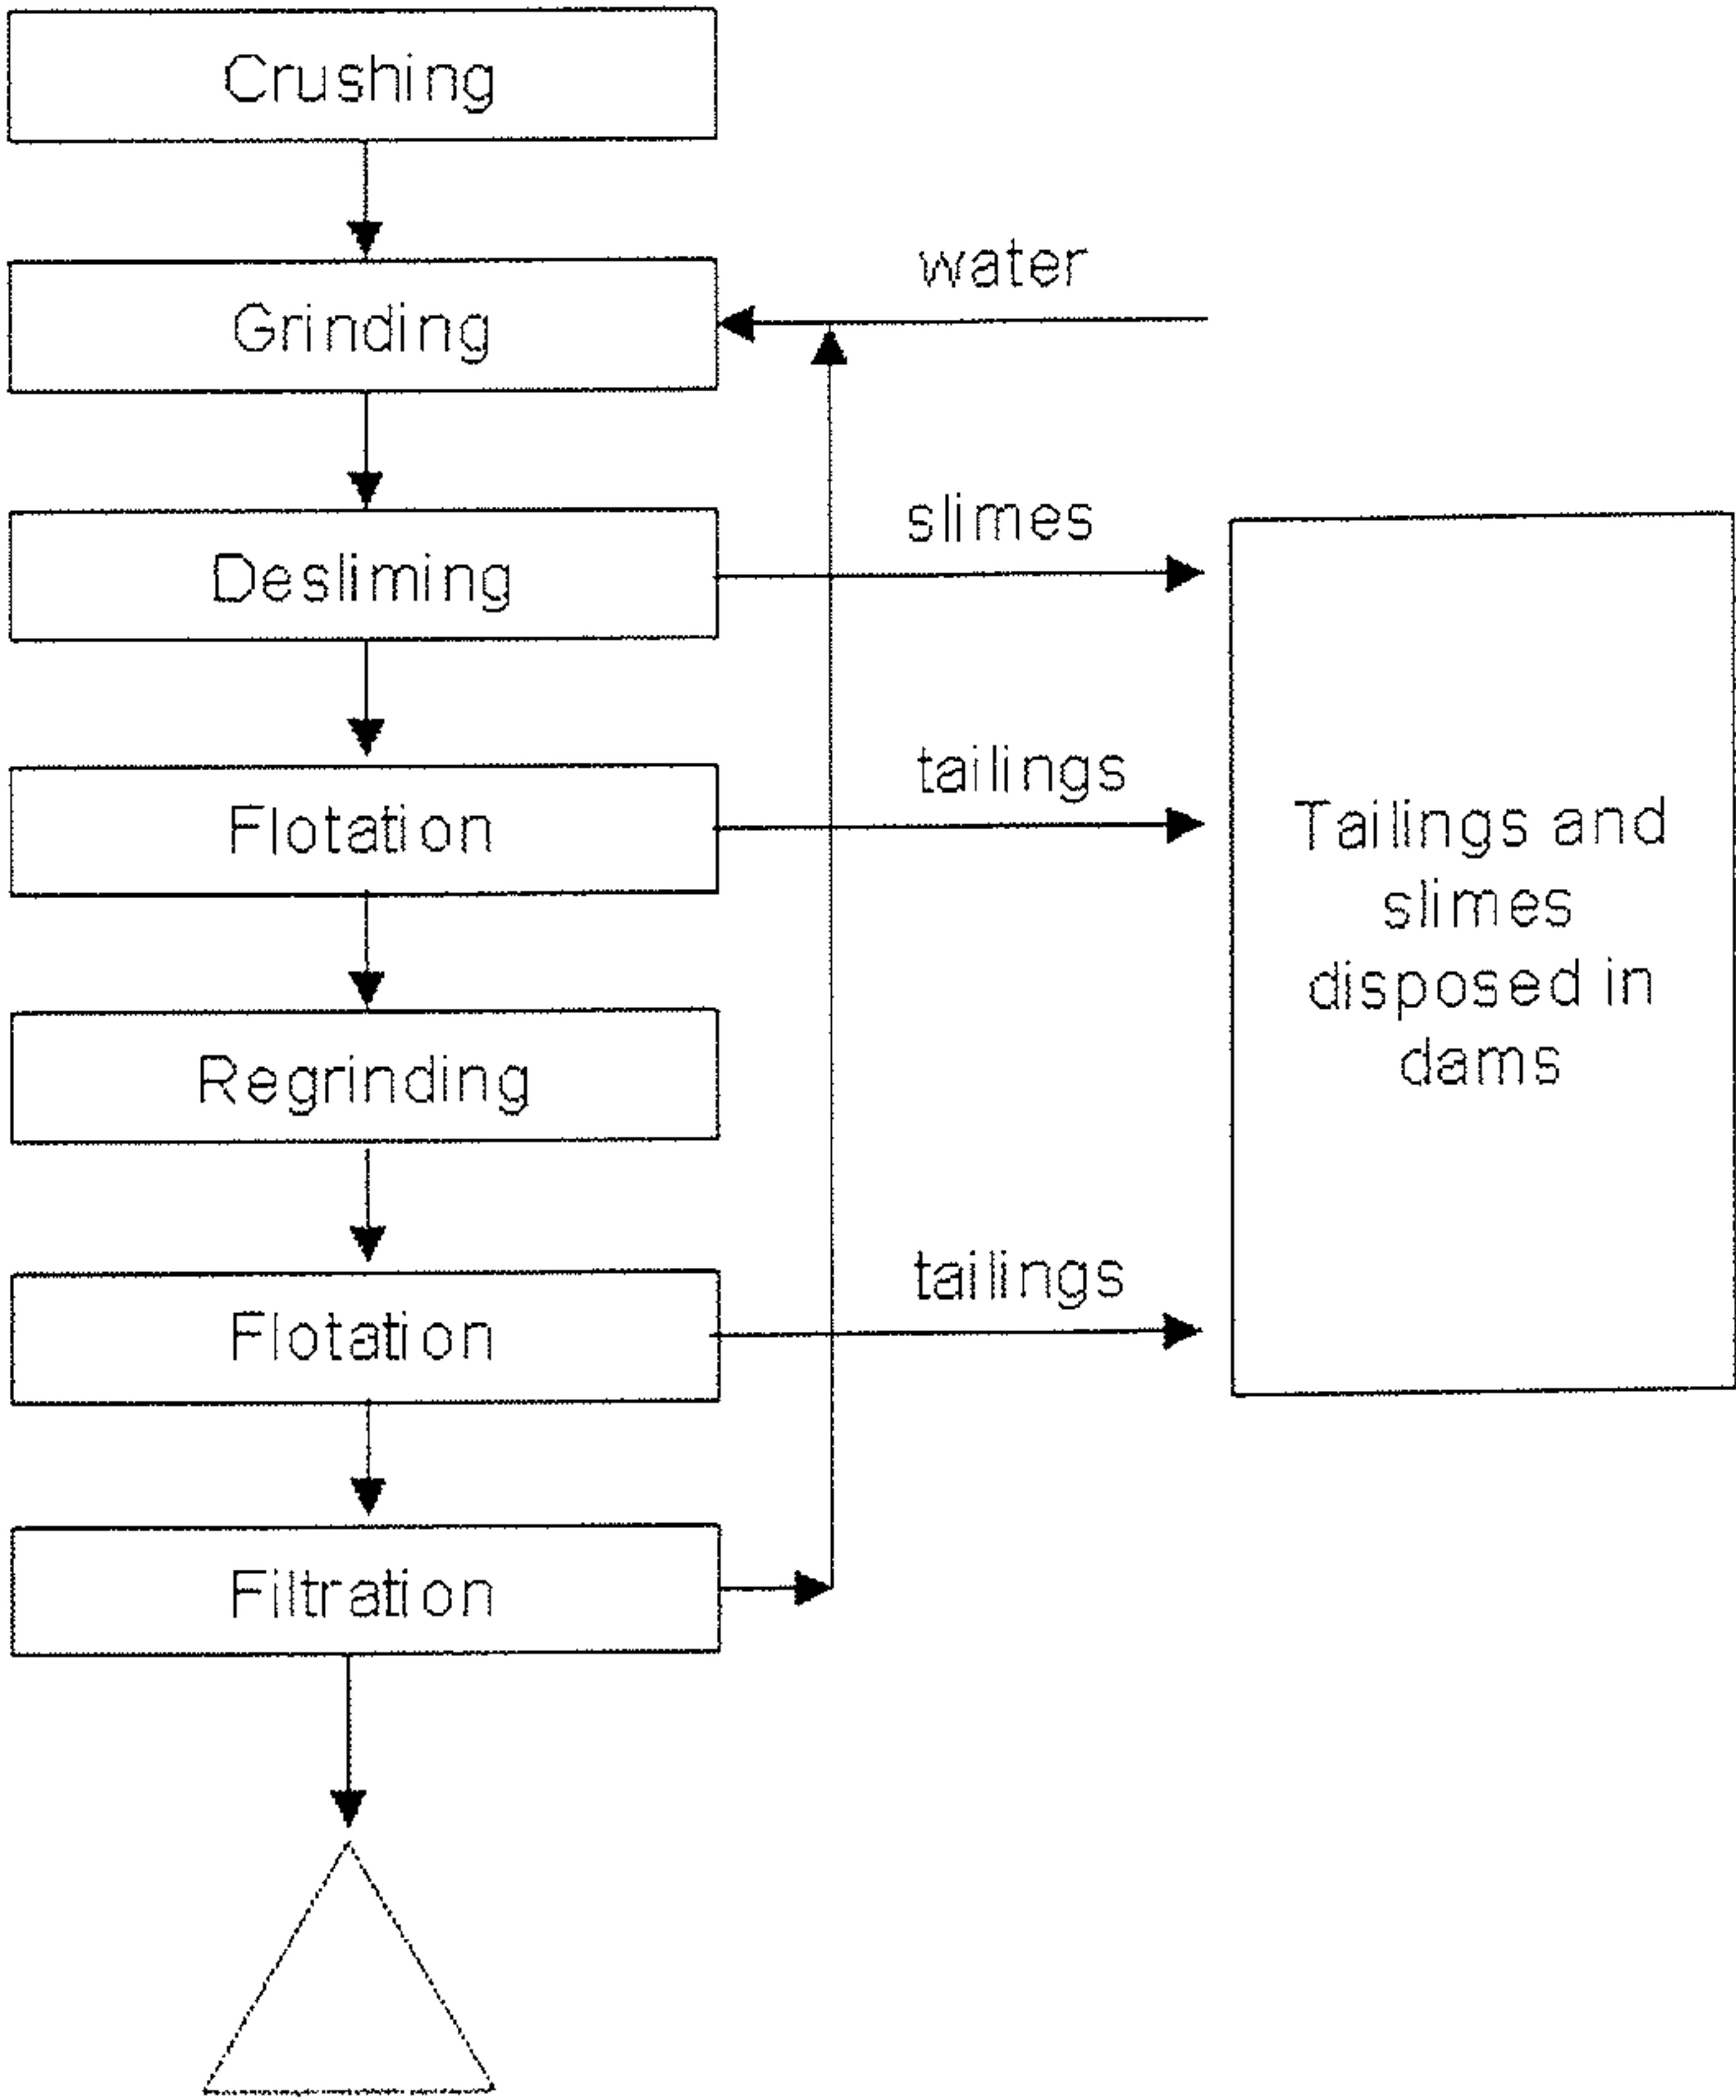 Crushing
water
Grinding
slimes
Desliming
tailings
Flotation
Tailings and
slimes
disposed in
dams
Regrinding
tailings
Flotation
Filtration